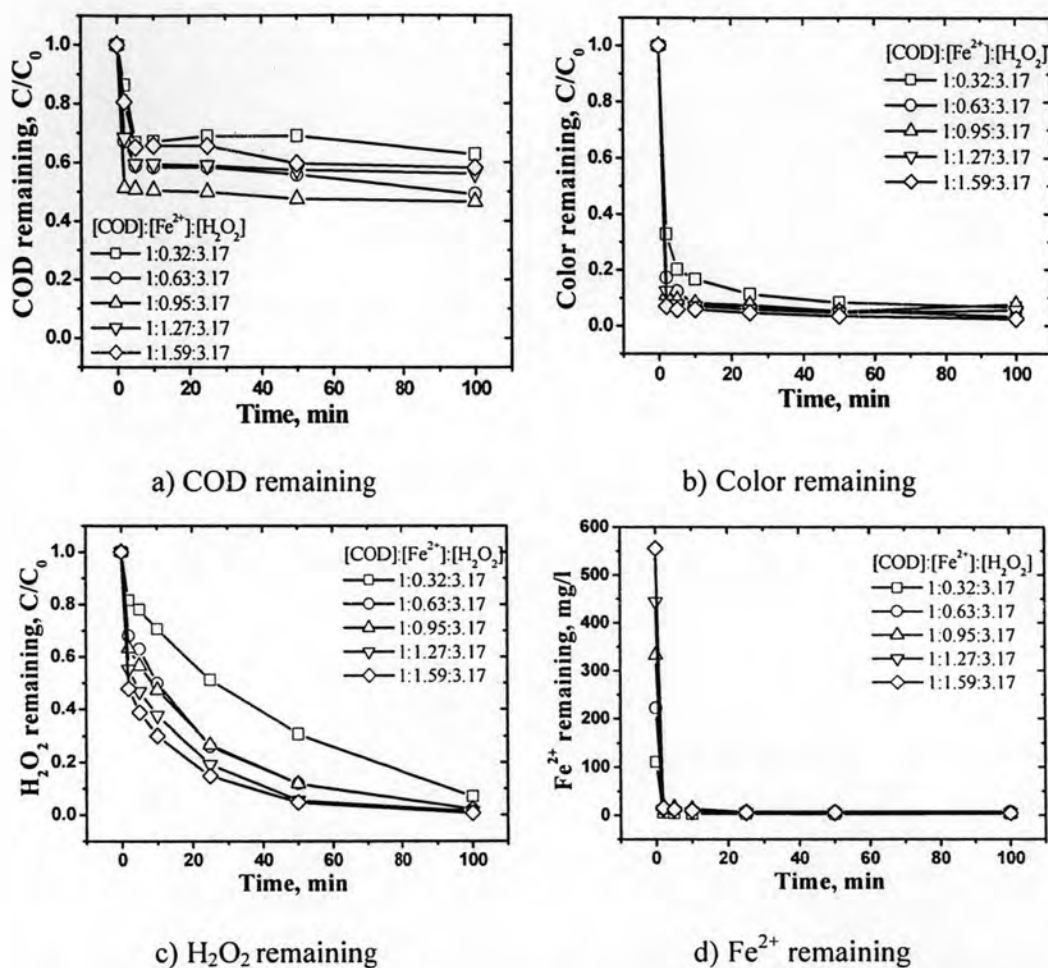 COD remaining, C/C₀
1.0
0.8
0.6
0.4
0.2
0.0
[COD]:[Fe²⁺]:[H₂O₂]
1:0.32:3.17
1:0.63:3.17
1:0.95:3.17
1:1.27:3.17
1:1.59:3.17
0 20 40 60 80 100
Time, min
a) COD remaining
Color remaining, C/C₀
1.0
0.8
0.6
0.4
0.2
0.0
[COD]:[Fe²⁺]:[H₂O₂]
1:0.32:3.17
1:0.63:3.17
1:0.95:3.17
1:1.27:3.17
1:1.59:3.17
0 20 40 60 80 100
Time, min
b) Color remaining
H₂O₂ remaining, C/C₀
1.0
0.8
0.6
0.4
0.2
0.0
[COD]:[Fe²⁺]:[H₂O₂]
1:0.32:3.17
1:0.63:3.17
1:0.95:3.17
1:1.27:3.17
1:1.59:3.17
0 20 40 60 80 100
Time, min
c) H₂O₂ remaining
Fe²⁺ remaining, mg/l
600
550
500
450
400
350
300
250
200
150
100
50
0
[COD]:[Fe²⁺]:[H₂O₂]
1:0.32:3.17
1:0.63:3.17
1:0.95:3.17
1:1.27:3.17
1:1.59:3.17
0 20 40 60 80 100
Time, min
d) Fe²⁺ remaining